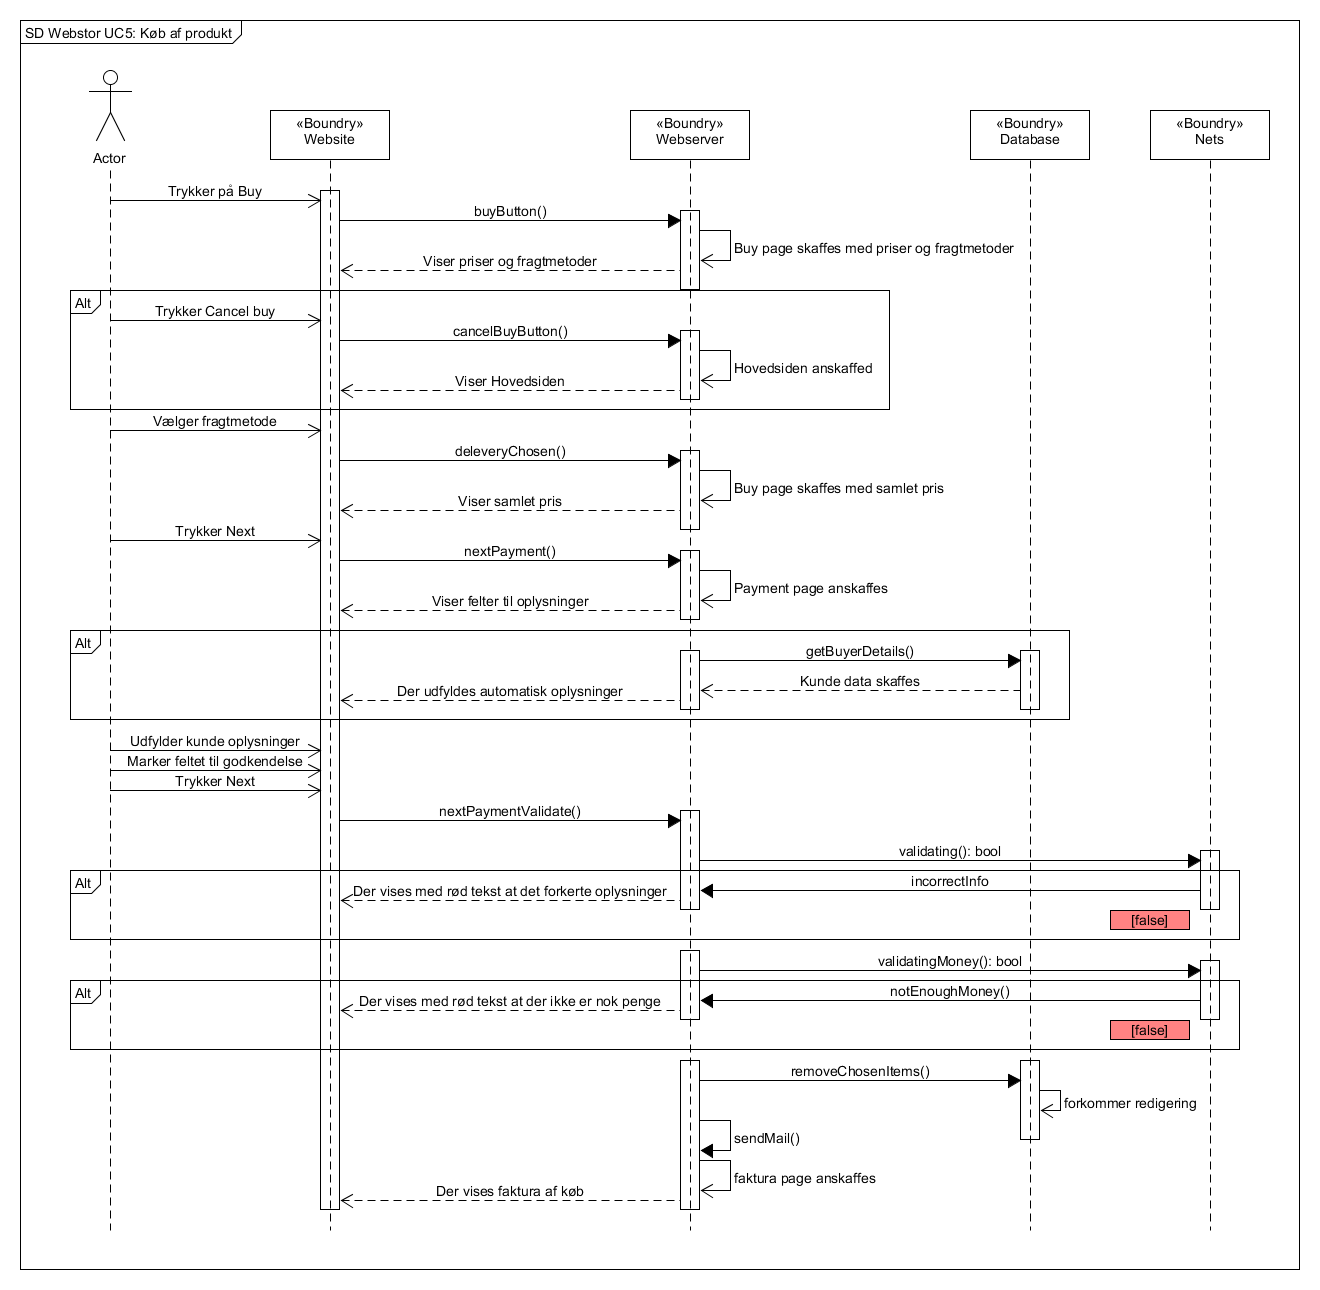 SD Webstor UC5: Køb af produkt
Actor
«Boundry»
Website
«Boundry»
Webserver
«Boundry»
Database
«Boundry»
Nets
Trykker på Buy
buyButton()
Buy page skaffes med priser og fragtmetoder
Viser priser og fragtmetoder
Alt
Trykker Cancel buy
cancelBuyButton()
Hovedsiden anskaffed
Viser Hovedsiden
Vælger fragtmetode
deleveryChosen()
Buy page skaffes med samlet pris
Viser samlet pris
Trykker Next
nextPayment()
Payment page anskaffes
Viser felter til oplysninger
Alt
getBuyerDetails()
Kunde data skaffes
Der udfyldes automatisk oplysninger
Udfylder kunde oplysninger
Marker feltet til godkendelse
Trykker Next
nextPaymentValidate()
validating(): bool
Alt
incorrectInfo
Der vises med rød tekst at det forkerte oplysninger
[false]
validatingMoney(): bool
Alt
notEnoughMoney()
Der vises med rød tekst at der ikke er nok penge
[false]
removeChosenItems()
forkommer redigering
sendMail()
faktura page anskaffes
Der vises faktura af køb